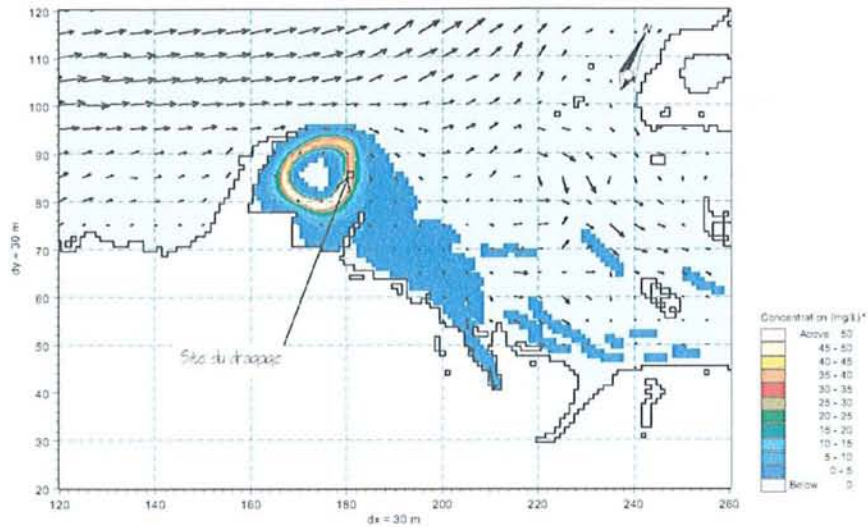 120
110
100
90
80
70
60
50
40
30
20
dy = 30 m
120 140 160 180 200 220 240 260
dx = 30 m
Site du dragage
N
Concentration (mg/L)*
Above 50
45 - 50
40 - 45
35 - 40
30 - 35
25 - 30
20 - 25
15 - 20
10 - 15
5 - 10
0 - 5
Below 0